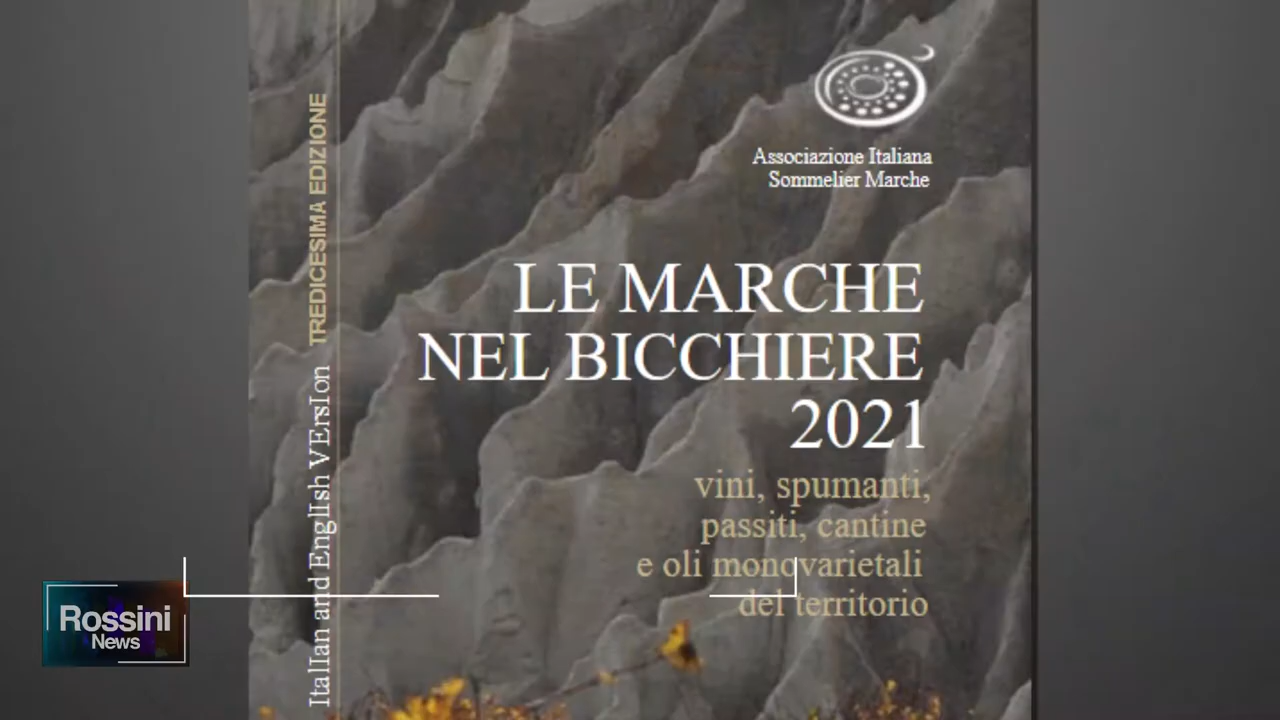 Associazione Italiana
Sommelier Marche
LE MARCHE
NEL BICCHIERE
2021
vini, spumanti,
passiti, cantine
e oli monovarietali
del territorio
ItalIan and EnglIsh VErsIon TREDICESIMA EDIZIONE
Rossini
News